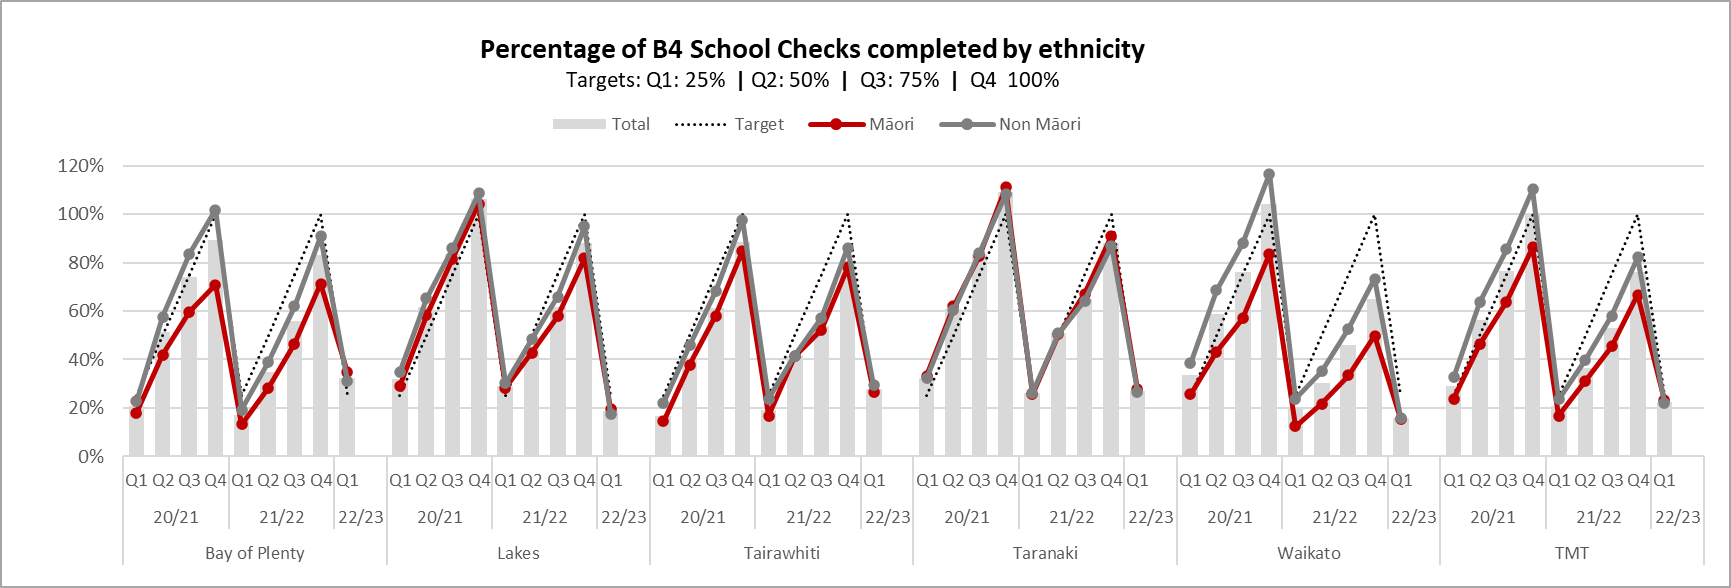 Percentage of B4 School Checks completed by ethnicity
Targets: Q1: 25% | Q2: 50% | Q3: 75% | Q4 100%
Total Target Māori Non Māori
120%
100%
80%
60%
40%
20%
0%
Q1 Q2 Q3 Q4 Q1 Q2 Q3 Q4 Q1 Q1 Q2 Q3 Q4 Q1 Q2 Q3 Q4 Q1 Q1 Q2 Q3 Q4 Q1 Q2 Q3 Q4 Q1 Q1 Q2 Q3 Q4 Q1 Q2 Q3 Q4 Q1 Q1 Q2 Q3 Q4 Q1 Q2 Q3 Q4 Q1 Q1 Q2 Q3 Q4 Q1 Q2 Q3 Q4 Q1
20/21 21/22 22/23 20/21 21/22 22/23 20/21 21/22 22/23 20/21 21/22 22/23 20/21 21/22 22/23 20/21 21/22 22/23
Bay of Plenty Lakes Tairawhiti Taranaki Waikato TMT